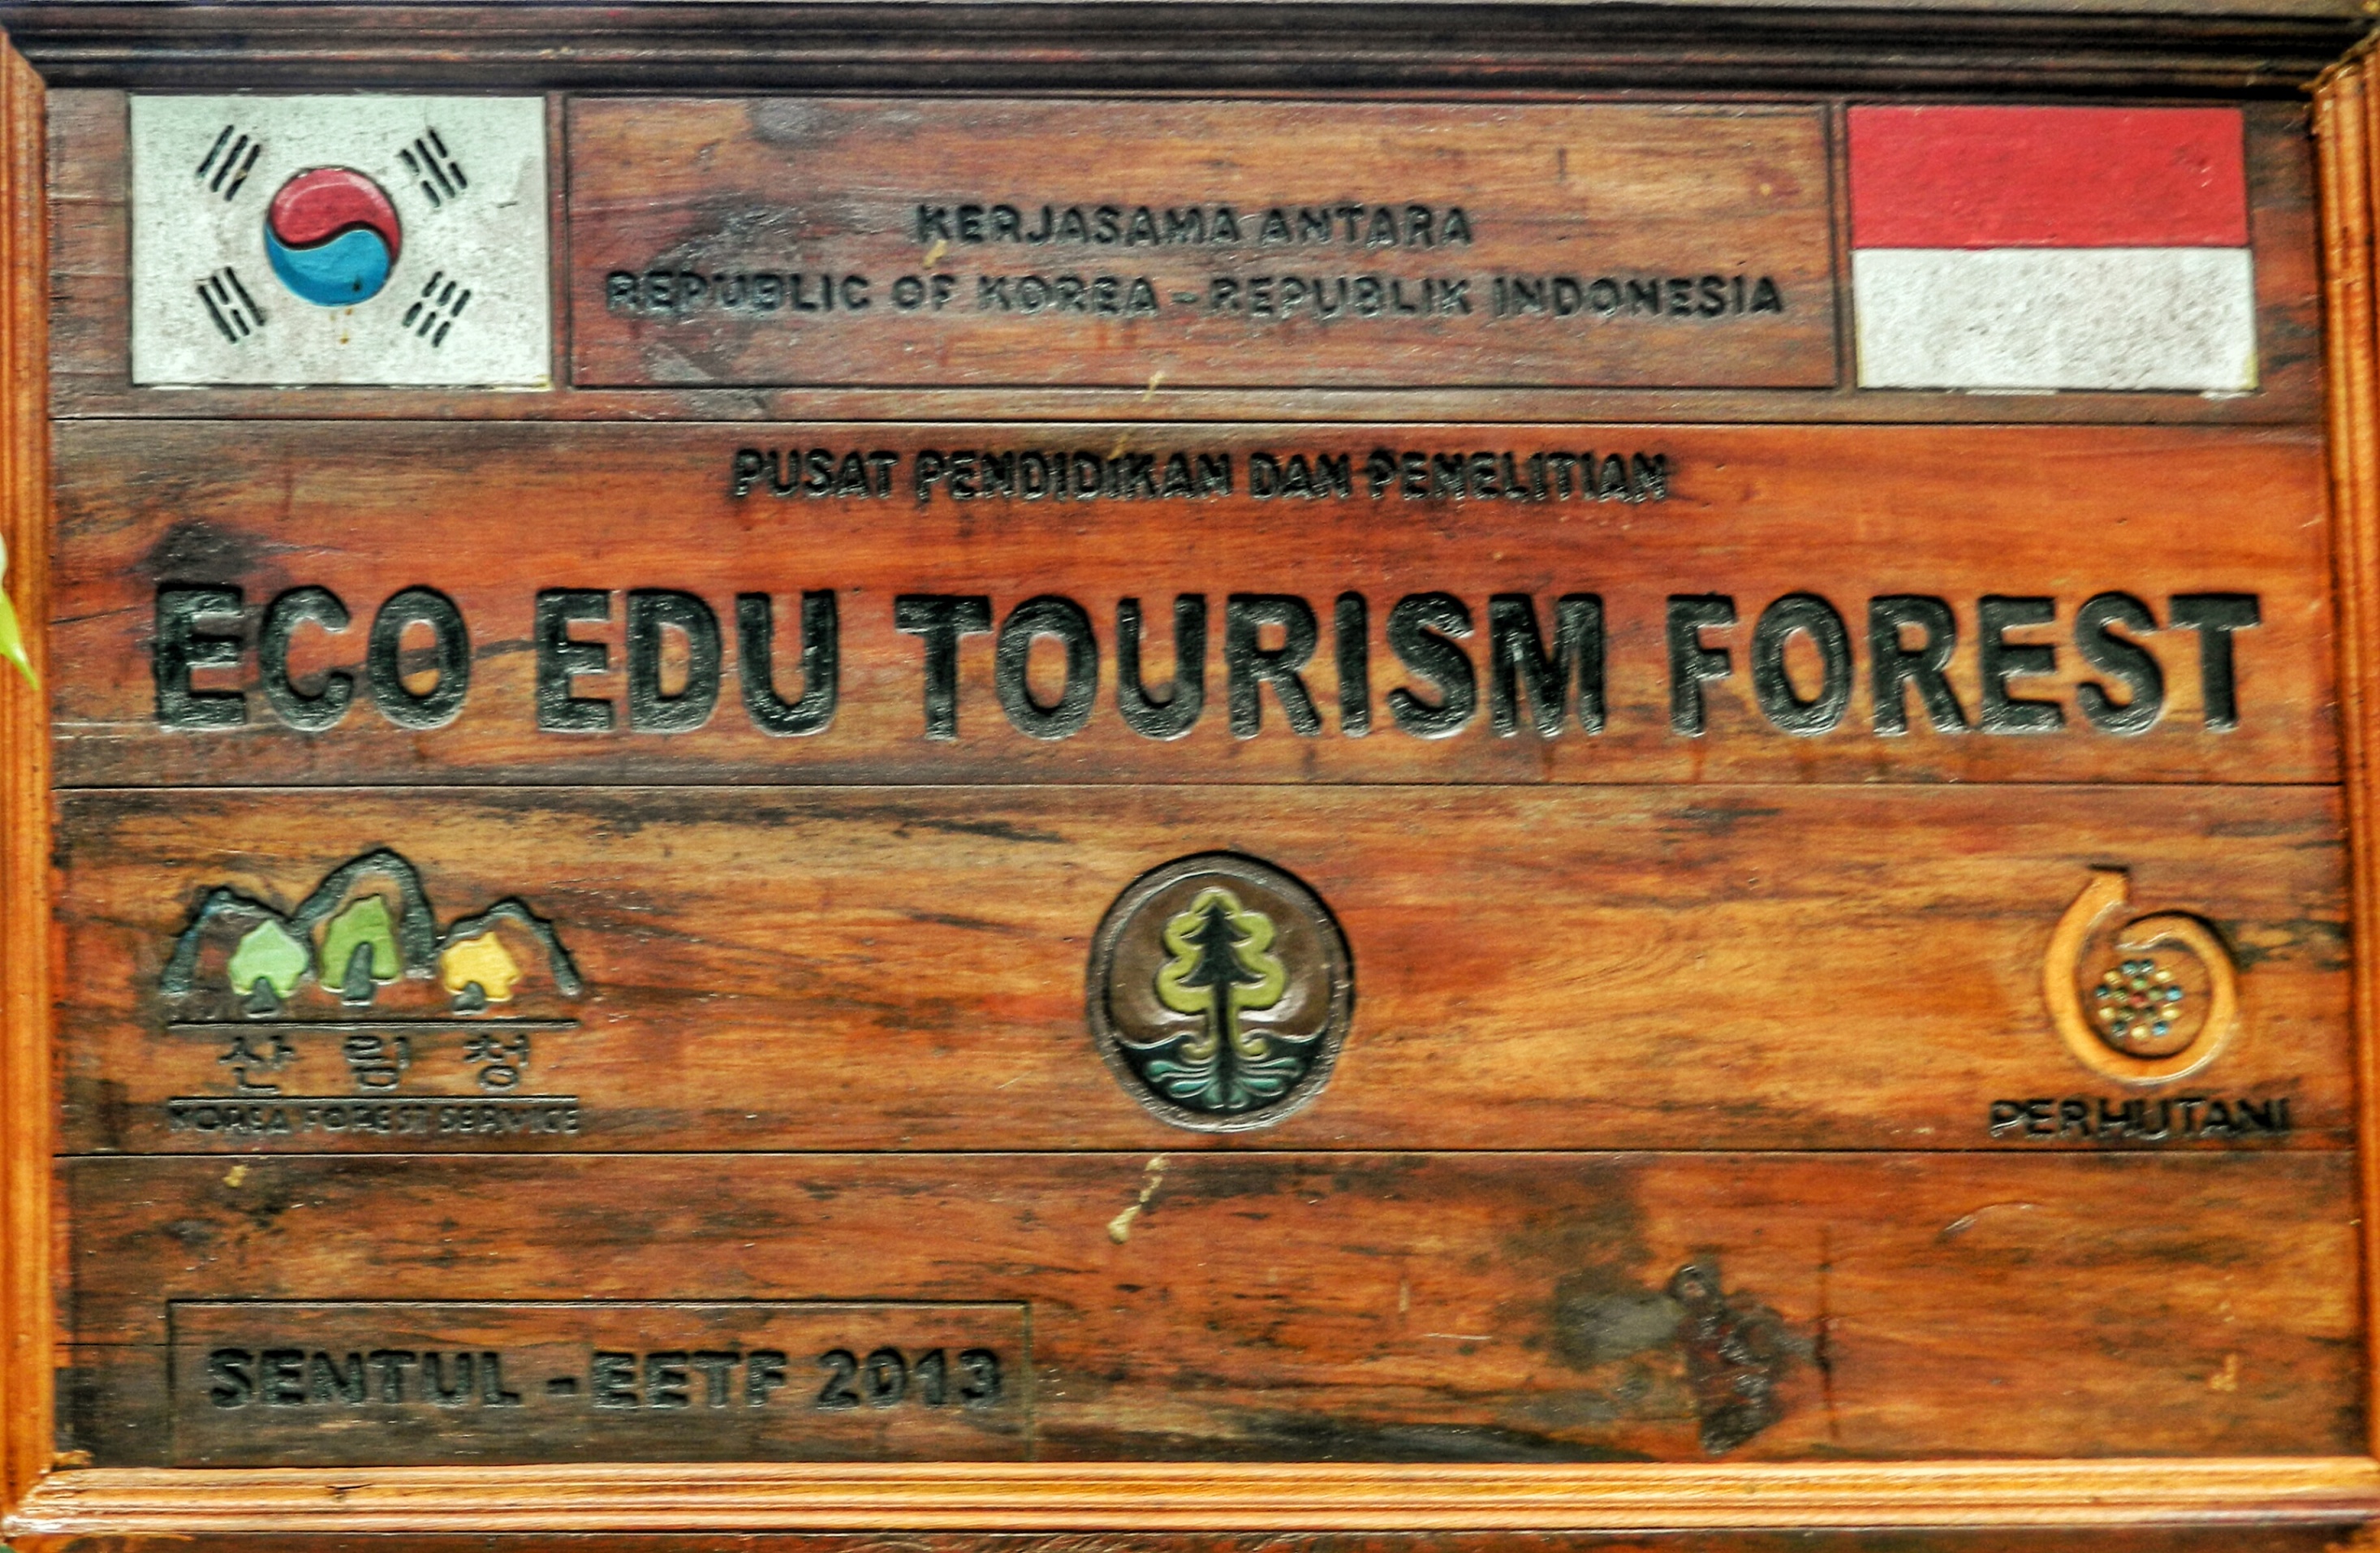 KERJASAMA ANTARA
REPUBLIC OF KOREA - REPUBLIK INDONESIA
PUSAT PENDIDIKAN DAN PENELITIAN
ECO EDU TOURISM FOREST
산림청
KOREA FOREST SERVICE
PERHUTANI
SENTUL - EETF 2013